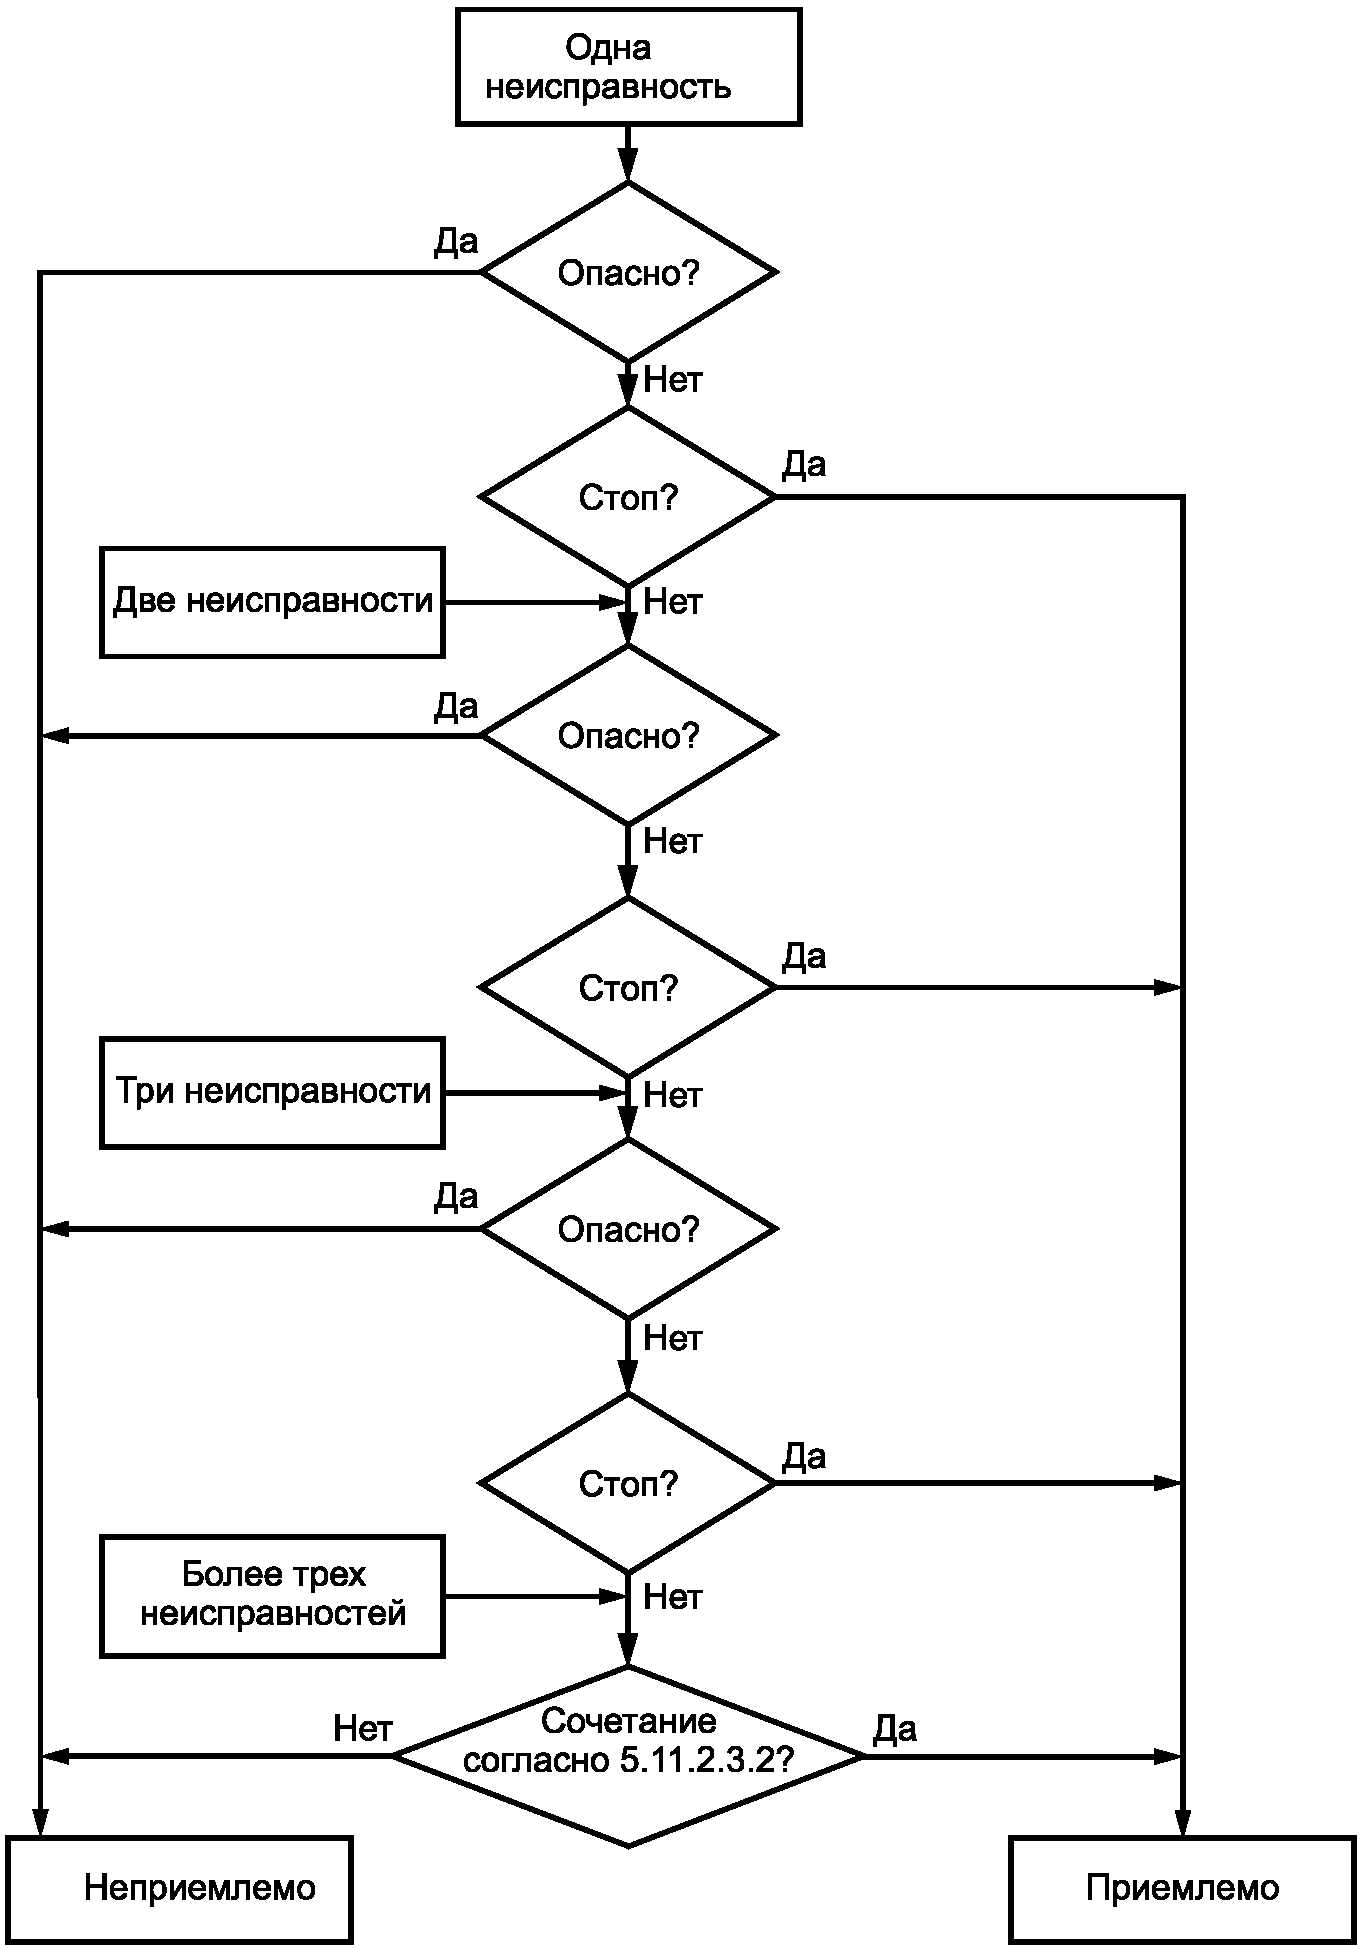 Одна
неисправность
Да
Опасно?
Нет
Да
Стоп?
Две неисправности
Нет
Да
Опасно?
Нет
Да
Стоп?
Три неисправности
Нет
Да
Опасно?
Нет
Да
Стоп?
Более трех
неисправностей
Нет
Нет
Сочетание
согласно 5.11.2.3.2?
Да
Неприемлемо
Приемлемо